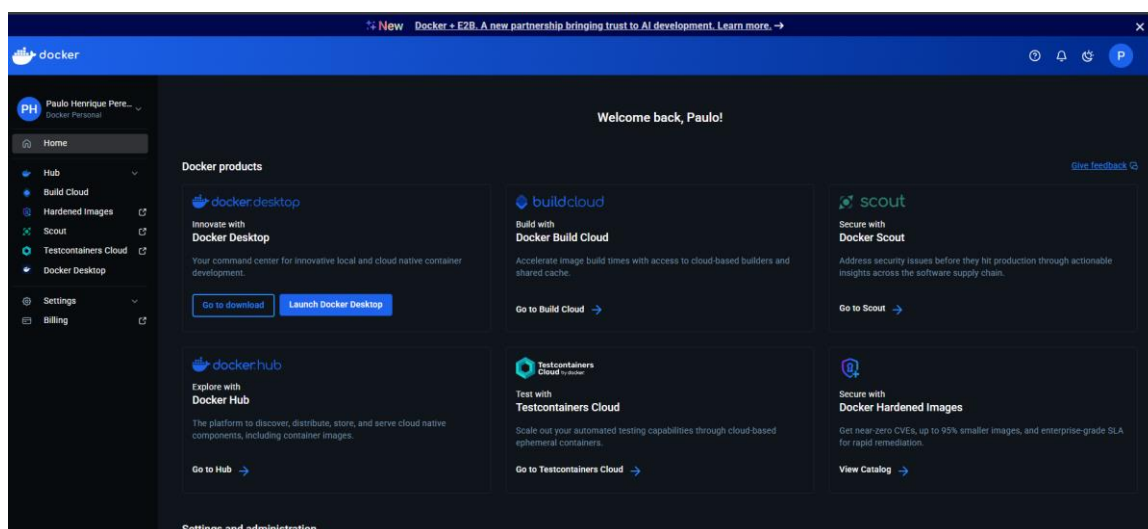 New Docker + E2B. A new partnership bringing trust to AI development. Learn more. →
docker
P
PH
Paulo Henrique Pere...
Docker Personal
Home
Hub
Build Cloud
Hardened Images
Scout
Testcontainers Cloud
Docker Desktop
Settings
Billing
Welcome back, Paulo!
Docker products
Give feedback
docker.desktop
Innovate with
Docker Desktop
Your command center for innovative local and cloud native container
development.
Go to download
Launch Docker Desktop
buildcloud
Build with
Docker Build Cloud
Accelerate image build times with access to cloud-based builders and
shared cache.
Go to Build Cloud →
scout
Secure with
Docker Scout
Address security issues before they hit production through actionable
insights across the software supply chain.
Go to Scout →
docker.hub
Explore with
Docker Hub
The platform to discover, distribute, store, and serve cloud native
components, including container images.
Go to Hub →
Testcontainers
Cloud by docker
Test with
Testcontainers Cloud
Scale out your automated testing capabilities through cloud-based
ephemeral containers.
Go to Testcontainers Cloud →
Secure with
Docker Hardened Images
Get near-zero CVEs, up to 95% smaller images, and enterprise-grade SLA
for rapid remediation.
View Catalog →
Settings and administration